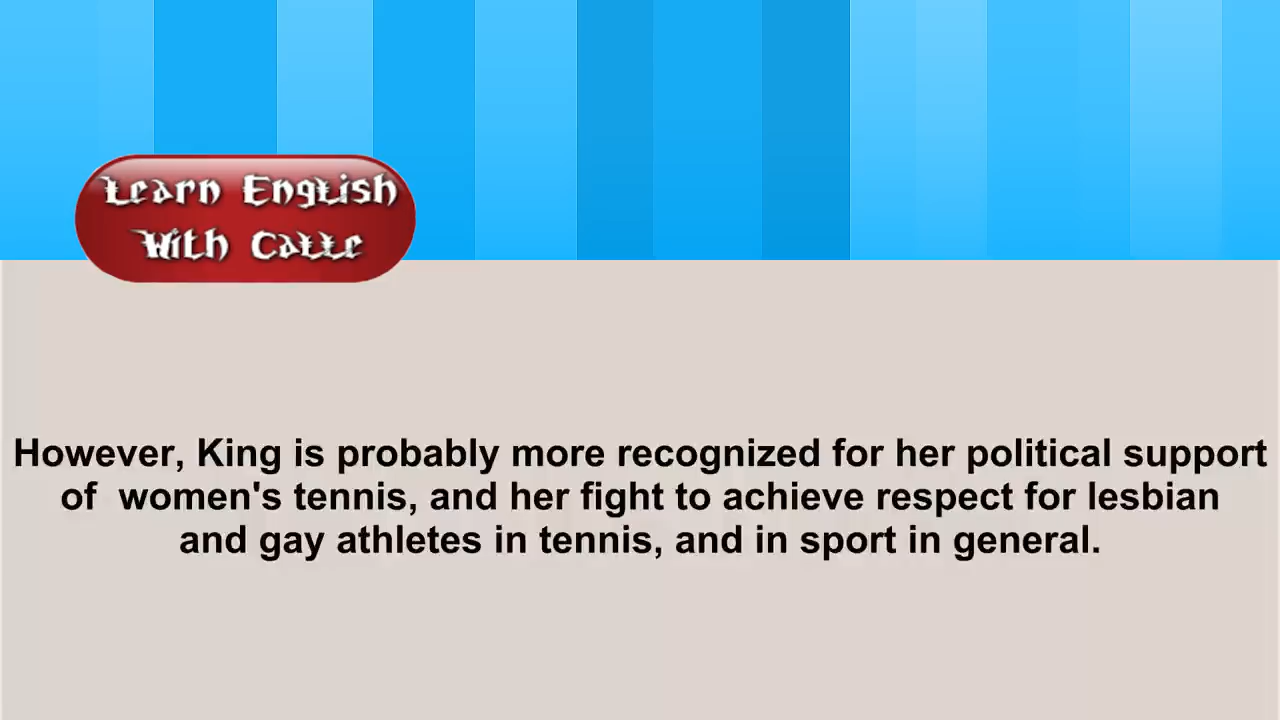 Learn English
With Calle
However, King is probably more recognized for her political support
of  women's tennis, and her fight to achieve respect for lesbian
and gay athletes in tennis, and in sport in general.